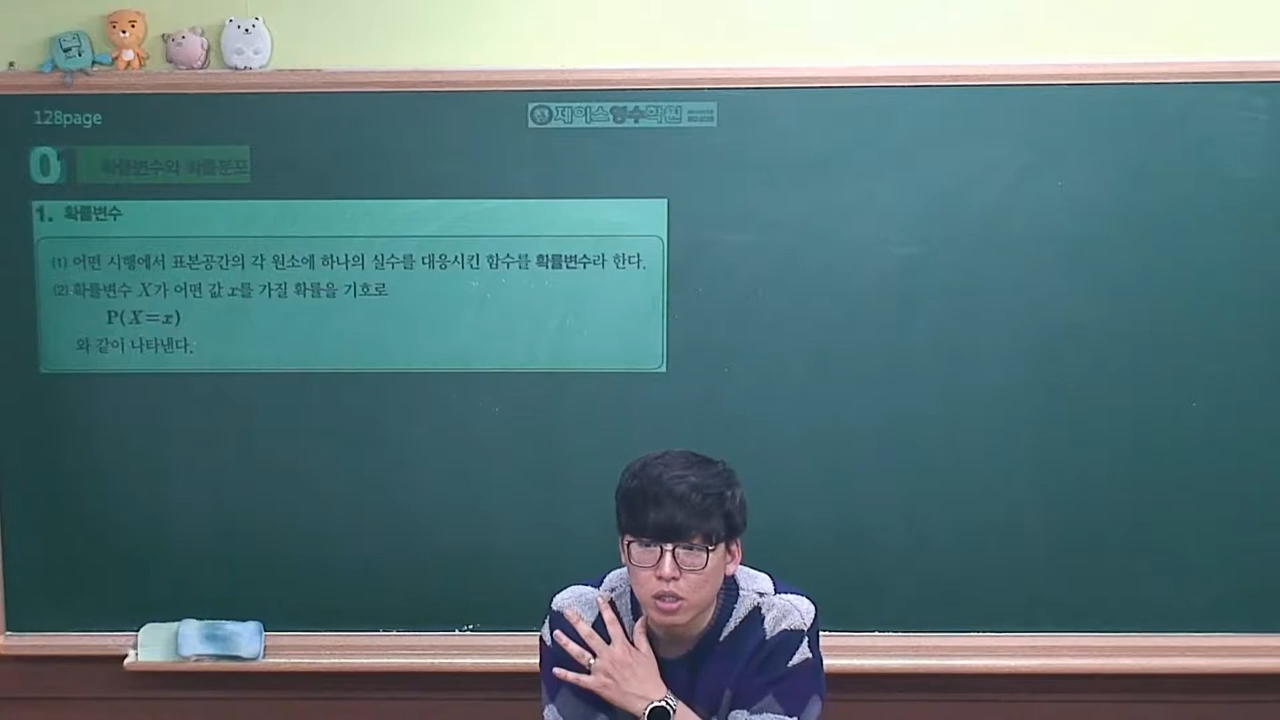 128page
제이스영수학원
01 확률변수와 확률분포
1. 확률변수
(1) 어떤 시행에서 표본공간의 각 원소에 하나의 실수를 대응시킨 함수를 확률변수라 한다.
(2) 확률변수 X가 어떤 값 x를 가질 확률을 기호로
P(X=x)
와 같이 나타낸다.